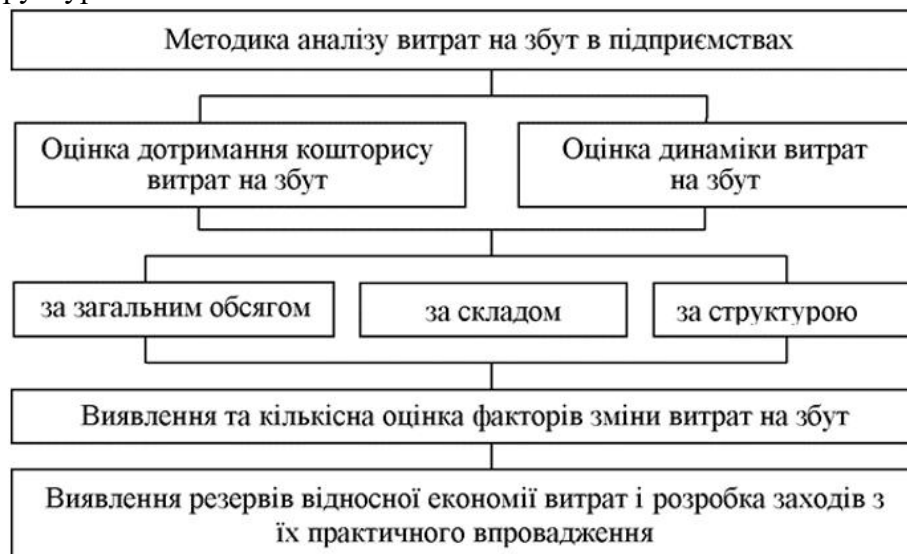 Методика аналізу витрат на збут в підприємствах
Оцінка дотримання кошторису
витрат на збут
Оцінка динаміки витрат
на збут
за загальним обсягом
за складом
за структурою
Виявлення та кількісна оцінка факторів зміни витрат на збут
Виявлення резервів відносної економії витрат і розробка заходів з
їх практичного впровадження